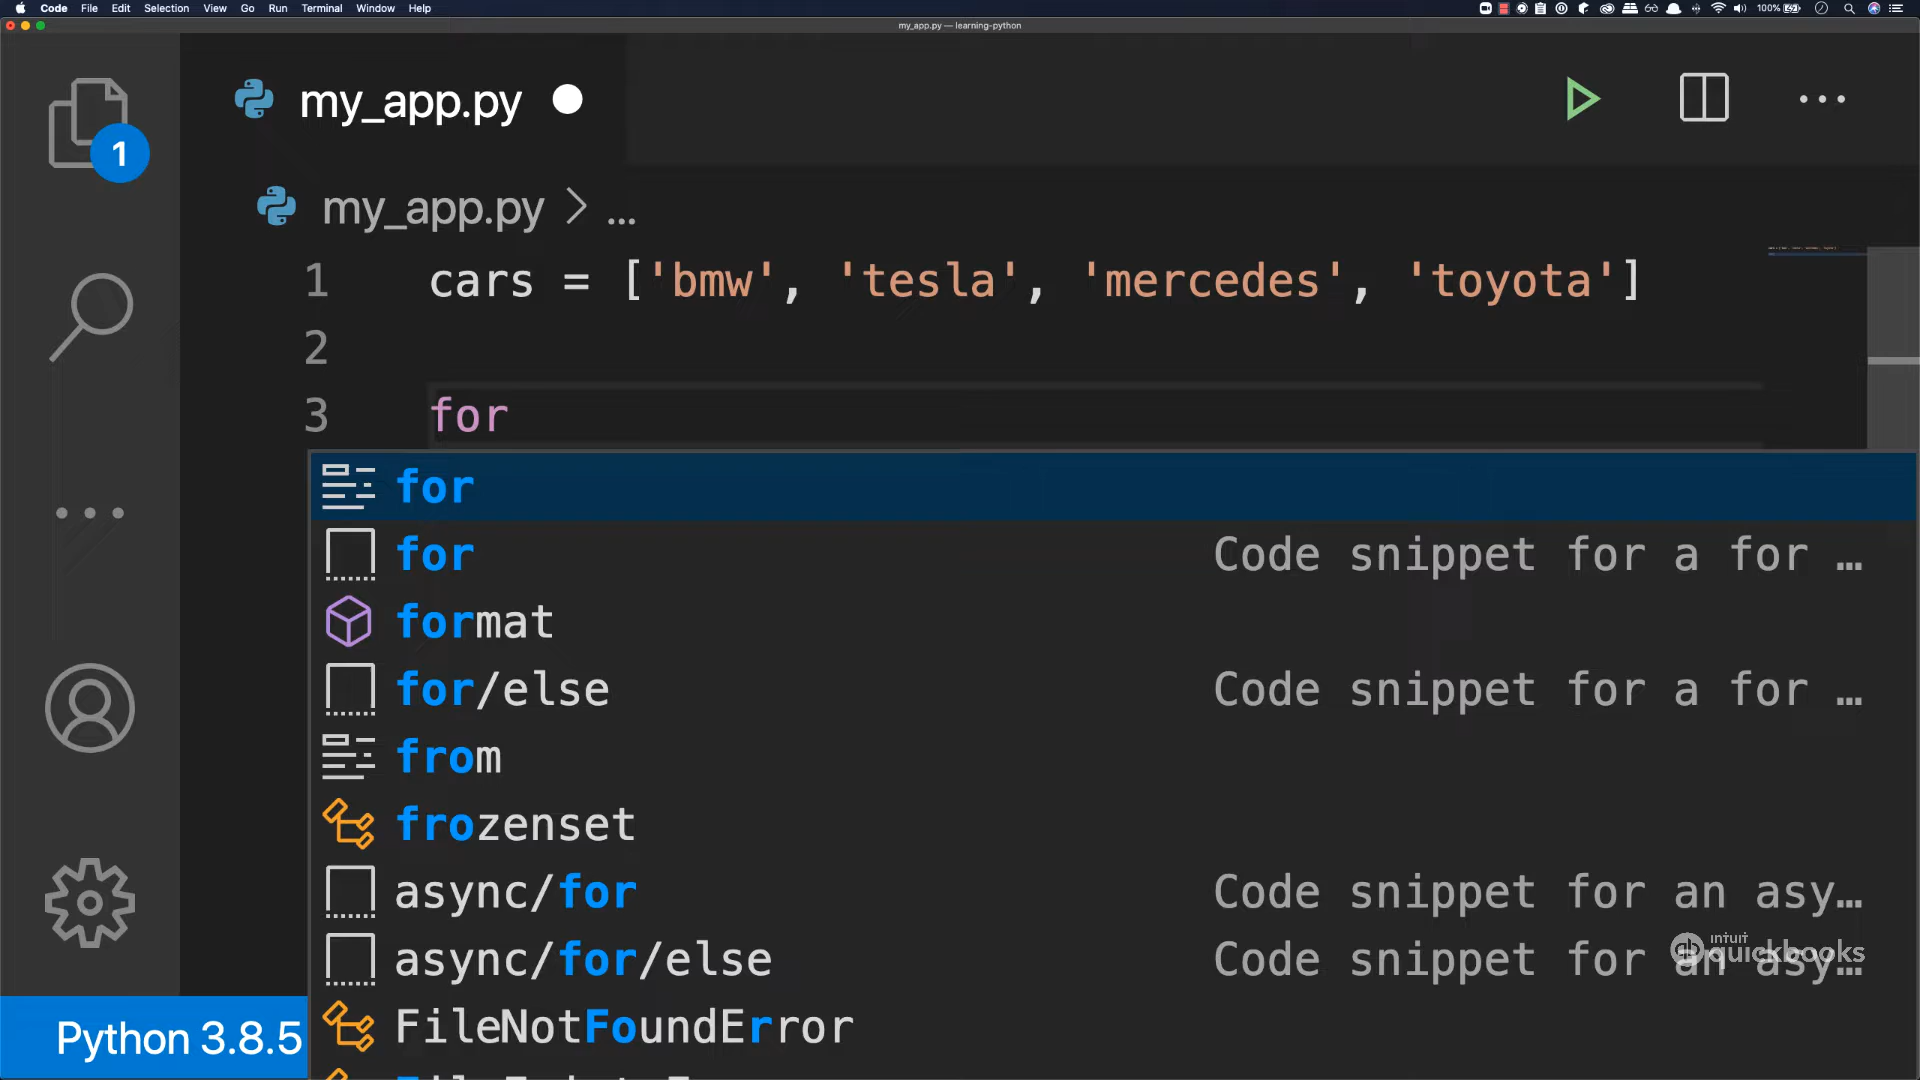 Code File Edit Selection View Go Run Terminal Window Help 100%
my_app.py — learning-python
my_app.py
1
my_app.py > ...
1 cars = ['bmw', 'tesla', 'mercedes', 'toyota']
2
3 for
for
for Code snippet for a for …
format
for/else Code snippet for a for …
from
frozenset
async/for Code snippet for an asy…
async/for/else Code snippet for an asy…
intuit quickbooks
FileNotFoundError
Python 3.8.5